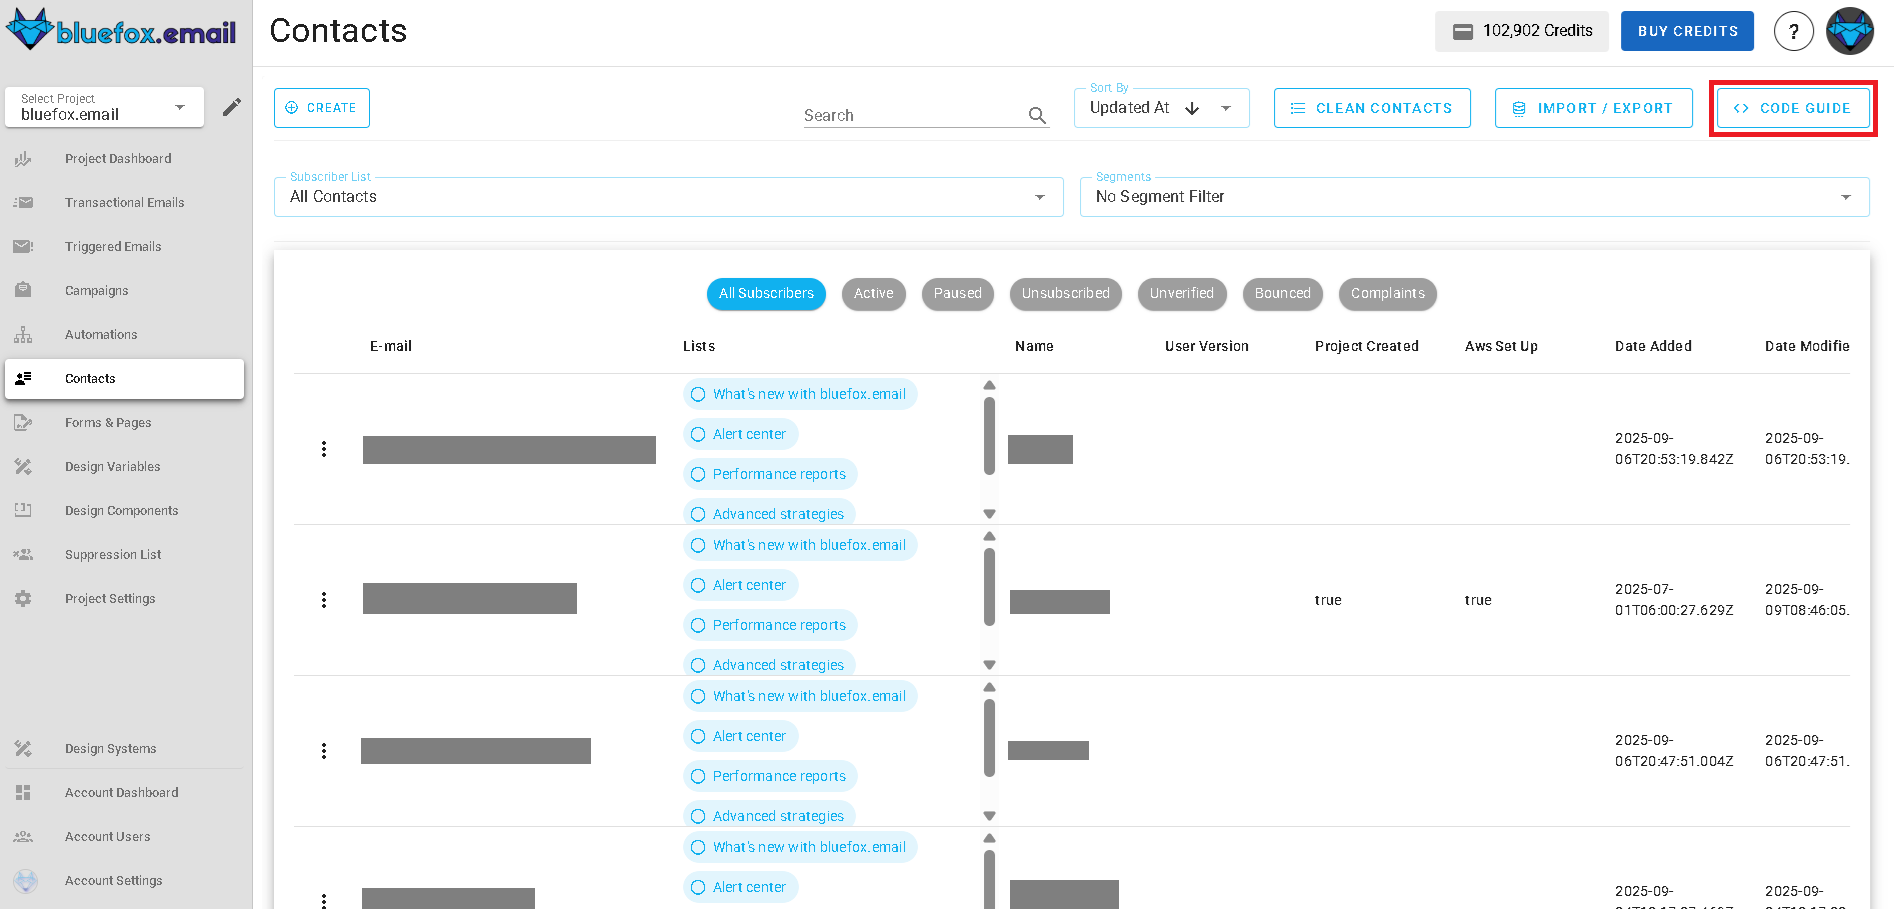 bluefox.email
Contacts
102,902 Credits
BUY CREDITS
?
Select Project
bluefox.email
CREATE
Search
Sort By
Updated At
CLEAN CONTACTS
IMPORT / EXPORT
CODE GUIDE
Subscriber List
All Contacts
Segments
No Segment Filter
Project Dashboard
Transactional Emails
Triggered Emails
Campaigns
Automations
Contacts
Forms & Pages
Design Variables
Design Components
Suppression List
Project Settings
Design Systems
Account Dashboard
Account Users
Account Settings
All Subscribers
Active
Paused
Unsubscribed
Unverified
Bounced
Complaints
E-mail
Lists
Name
User Version
Project Created
Aws Set Up
Date Added
Date Modifie
What's new with bluefox.email
Alert center
Performance reports
Advanced strategies
2025-09-
06T20:53:19.842Z
2025-09-
06T20:53:19.
What's new with bluefox.email
Alert center
Performance reports
Advanced strategies
true
true
2025-07-
01T06:00:27.629Z
2025-09-
09T08:46:05.
What's new with bluefox.email
Alert center
Performance reports
Advanced strategies
2025-09-
06T20:47:51.004Z
2025-09-
06T20:47:51.
What's new with bluefox.email
Alert center
2025-09-
2025-09-